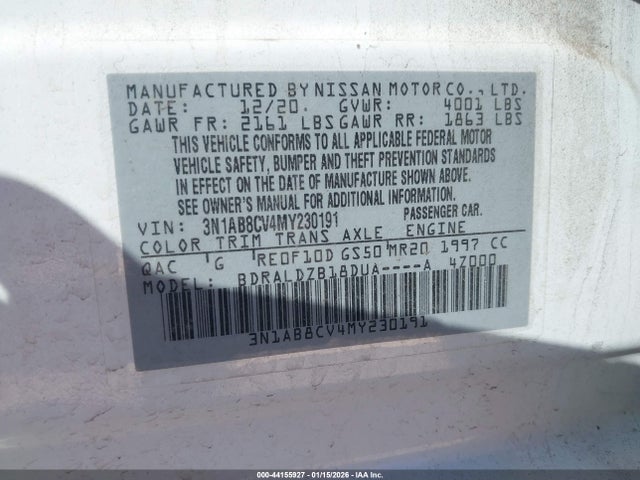 MANUFACTURED BY NISSAN MOTOR CO., LTD.
DATE: 12/20. GVWR: 4001 LBS
GAWR FR: 2161 LBS GAWR RR: 1863 LBS
THIS VEHICLE CONFORMS TO ALL APPLICABLE FEDERAL MOTOR
VEHICLE SAFETY, BUMPER AND THEFT PREVENTION STANDARDS
IN EFFECT ON THE DATE OF MANUFACTURE SHOWN ABOVE.
SEE OWNER'S MANUAL FOR ADDITIONAL INFORMATION.
VIN: 3N1AB8CV4MY230191 PASSENGER CAR.
COLOR TRIM TRANS AXLE ENGINE
QAC G RE0F10D GS50 MR20 1997 CC
MODEL: BDRALDZB18DUA----A 4Z000
3N1AB8CV4MY230191
000-44155927 - 01/15/2026 - IAA, Inc.